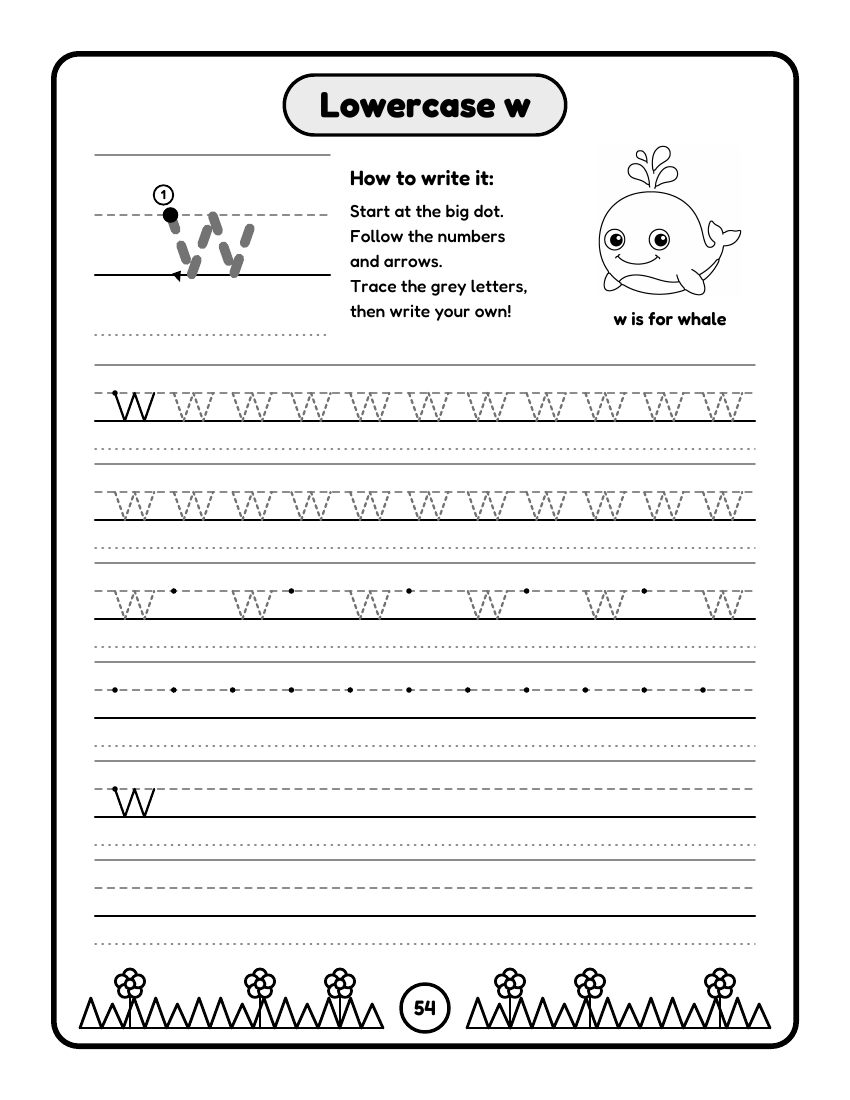 Lowercase w
1
w
How to write it:
Start at the big dot.
Follow the numbers
and arrows.
Trace the grey letters,
then write your own!
w is for whale
w w w w w w w w w w w
w w w w w w w w w w w
w w w w w w
w
54